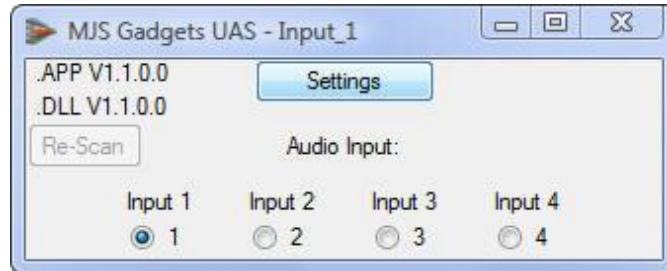 MJS Gadgets UAS - Input_1
.APP V1.1.0.0
Settings
.DLL V1.1.0.0
Re-Scan
Audio Input:
Input 1 Input 2 Input 3 Input 4
1 2 3 4